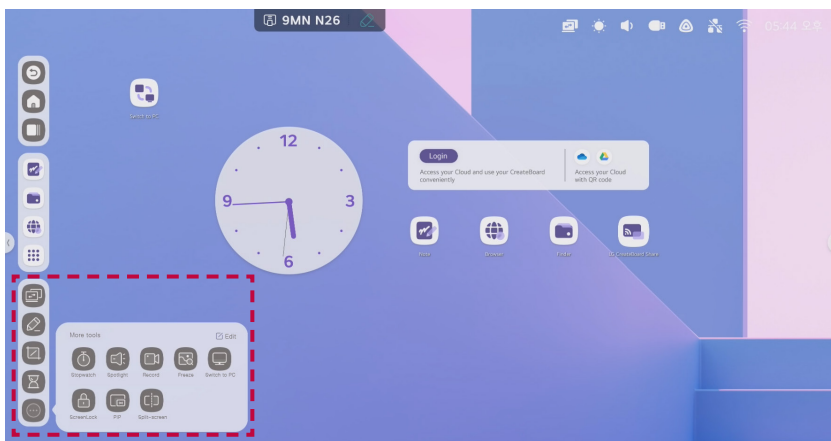 9MN N26
05:44 오후
Switch to PC
12
9
3
6
Login
Access your Cloud and use your CreateBoard
conveniently
Access your Cloud
with QR code
Note
Browser
Finder
LG CreateBoard Share
More tools
Edit
Stopwatch
Spotlight
Record
Freeze
Switch to PC
ScreenLock
PIP
Split-screen